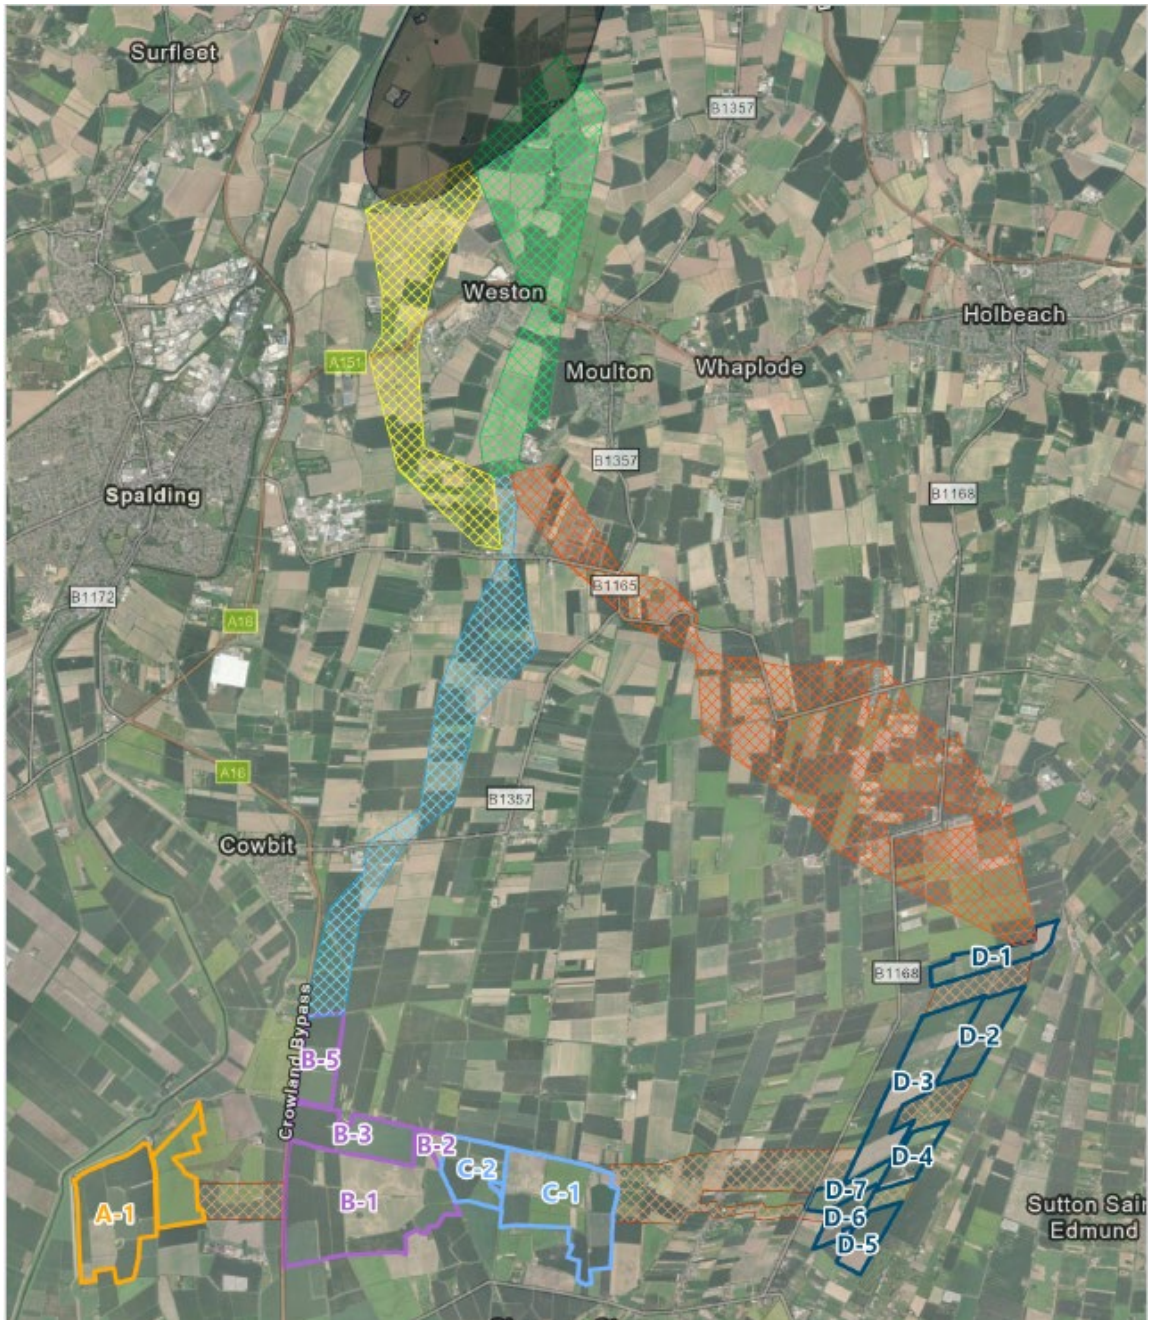 Surfleet
B1357
Weston
Holbeach
A151
Moulton
Whaplode
B1357
Spalding
B1168
B1165
B1172
A16
A16
B1357
Cowbit
D-1
B1168
Crowland Bypass
D-2
B-5
D-3
B-3
B-2
D-4
C-2
D-7
A-1
B-1
C-1
D-6
Sutton Sai
Edmund
D-5